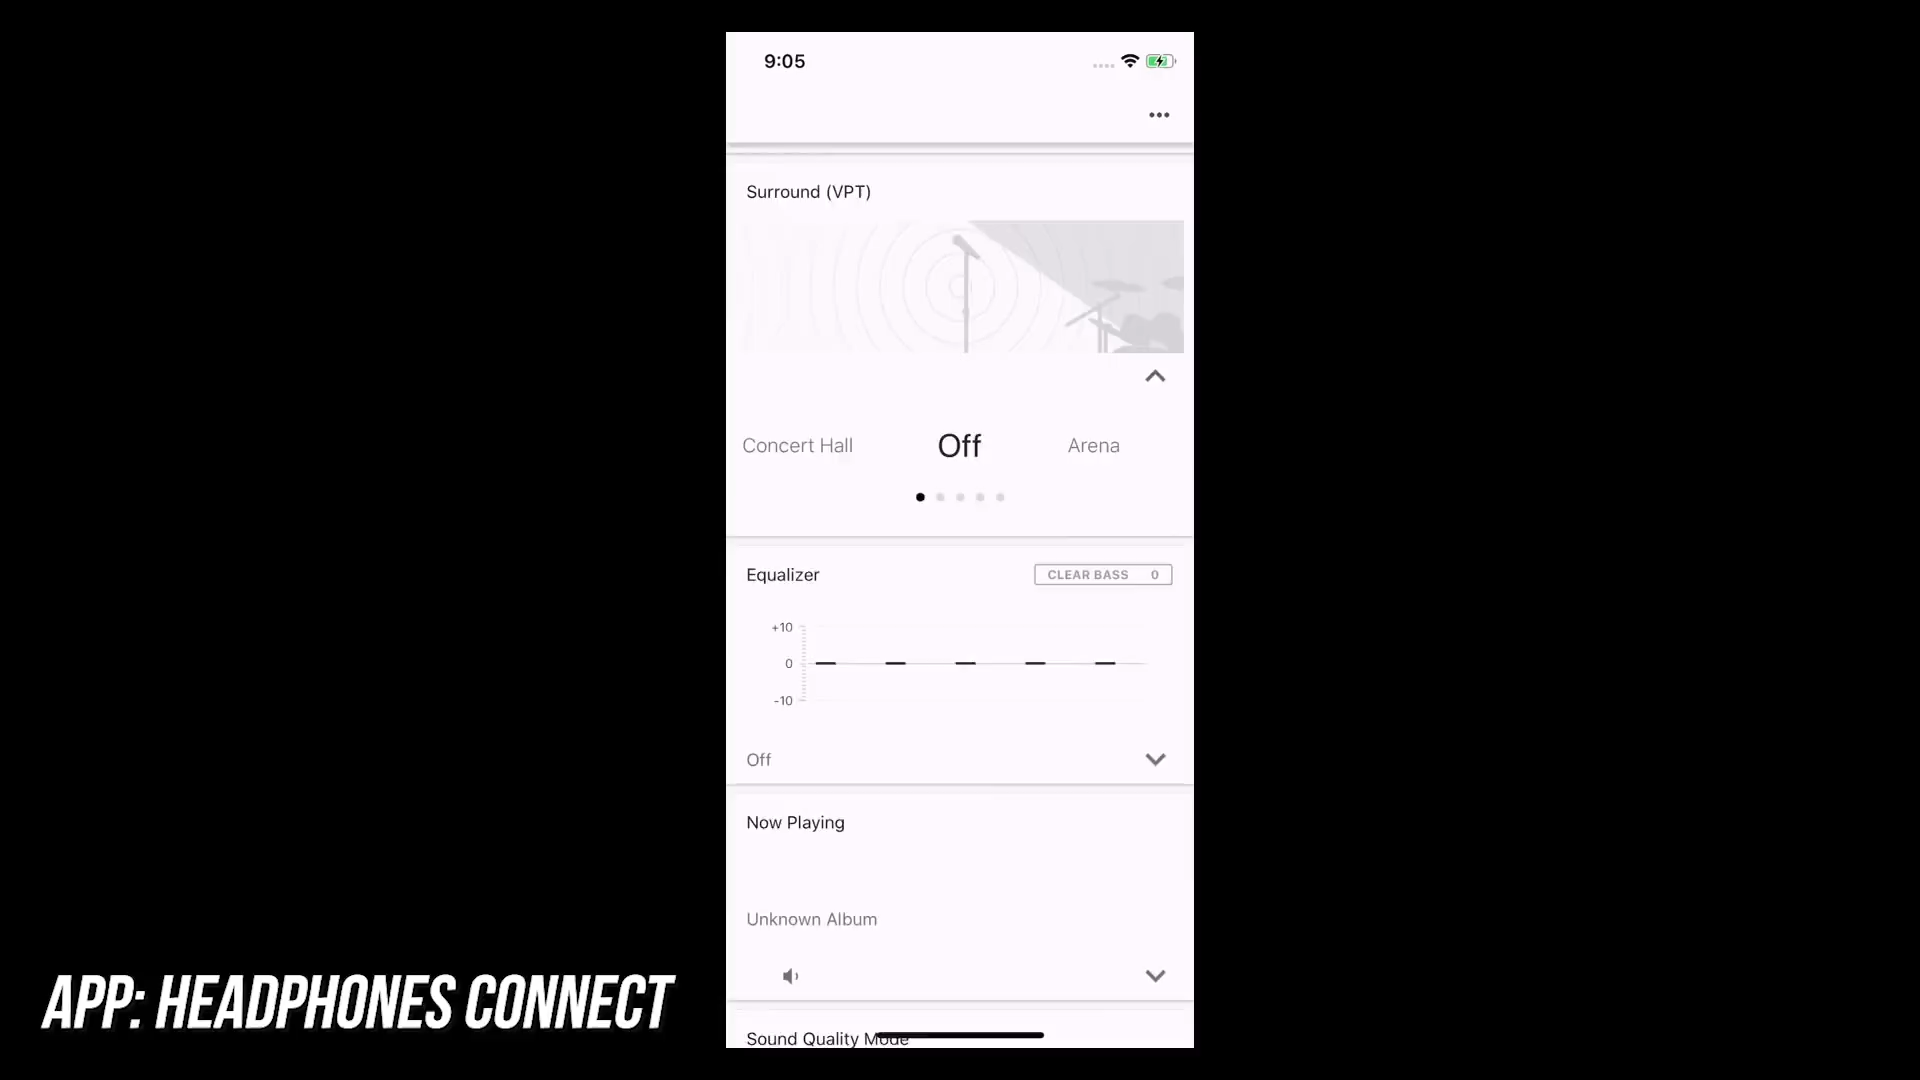 9:05
Surround (VPT)
Concert Hall Off Arena
Equalizer CLEAR BASS 0
+10
0
-10
Off
Now Playing
Unknown Album
Sound Quality Mode
APP: HEADPHONES CONNECT